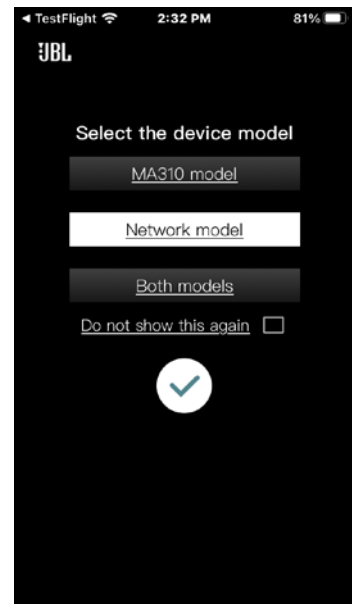 ◀ TestFlight 2:32 PM 81%
JBL
Select the device model
MA310 model
Network model
Both models
Do not show this again